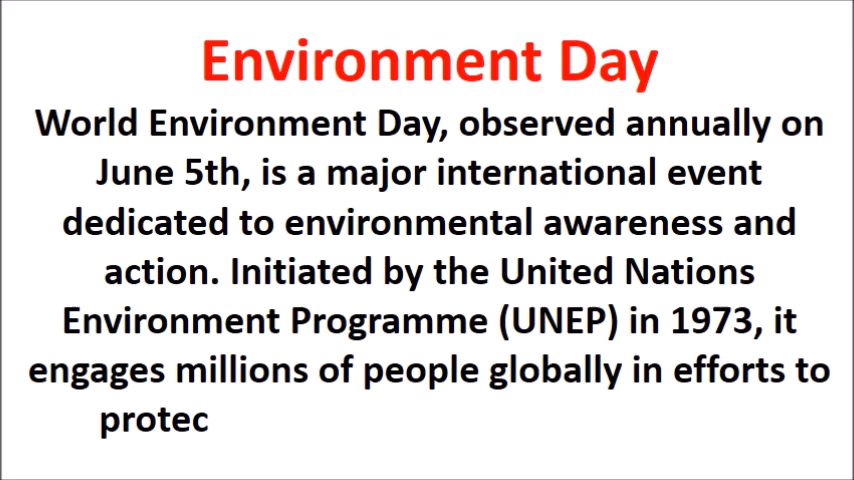 Environment Day
World Environment Day, observed annually on
June 5th, is a major international event
dedicated to environmental awareness and
action. Initiated by the United Nations
Environment Programme (UNEP) in 1973, it
engages millions of people globally in efforts to
protec